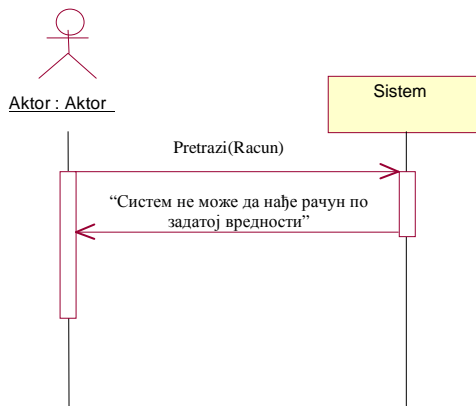 Aktor : Aktor
Sistem
Pretrazi(Racun)
“Систем не може да нађе рачун по
задатој вредности”